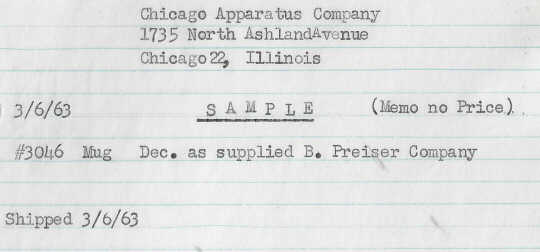 Chicago Apparatus Company
1735 North AshlandAvenue
Chicago 22, Illinois
3/6/63 SAMPLE (Memo no Price)
#3046 Mug Dec. as supplied B. Preiser Company
Shipped 3/6/63